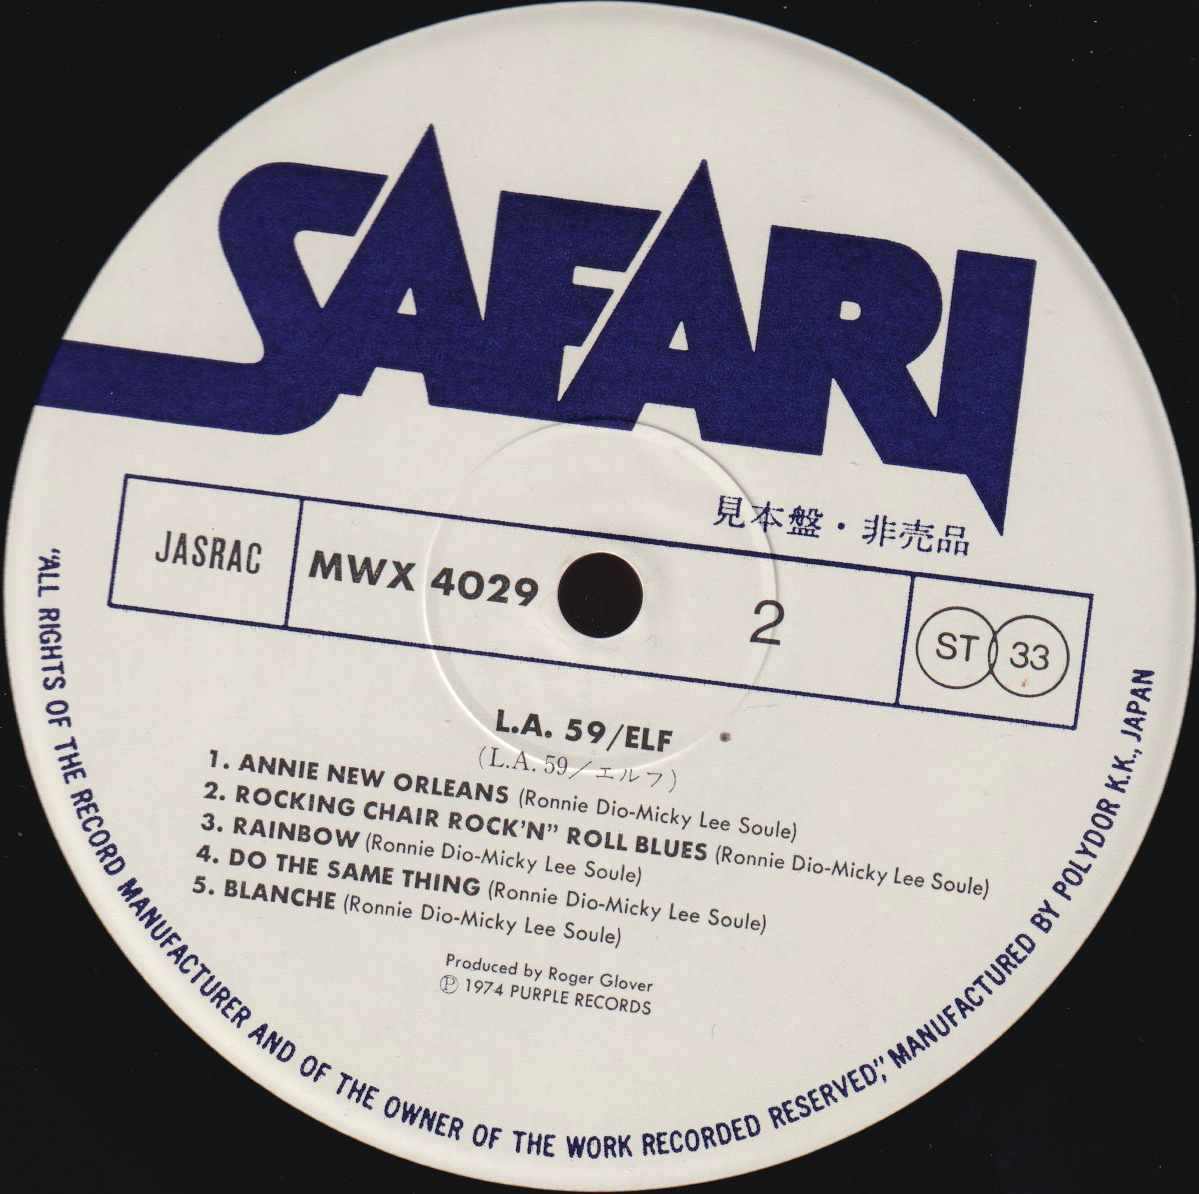 SAFARI
見本盤・非売品
JASRAC
MWX 4029
2
ST 33
L.A. 59/ELF
(L.A. 59／エルフ)
1. ANNIE NEW ORLEANS (Ronnie Dio-Micky Lee Soule)
2. ROCKING CHAIR ROCK'N" ROLL BLUES (Ronnie Dio-Micky Lee Soule)
3. RAINBOW (Ronnie Dio-Micky Lee Soule)
4. DO THE SAME THING (Ronnie Dio-Micky Lee Soule)
5. BLANCHE (Ronnie Dio-Micky Lee Soule)
Produced by Roger Glover
Ⓟ 1974 PURPLE RECORDS
"ALL RIGHTS OF THE RECORD MANUFACTURER AND OF THE OWNER OF THE WORK RECORDED RESERVED", MANUFACTURED BY POLYDOR K.K., JAPAN